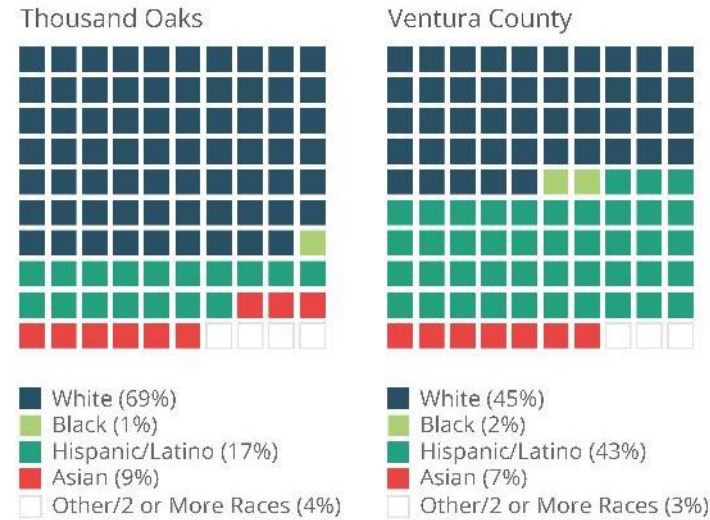 Thousand Oaks
White (69%)
Black (1%)
Hispanic/Latino (17%)
Asian (9%)
Other/2 or More Races (4%)
Ventura County
White (45%)
Black (2%)
Hispanic/Latino (43%)
Asian (7%)
Other/2 or More Races (3%)